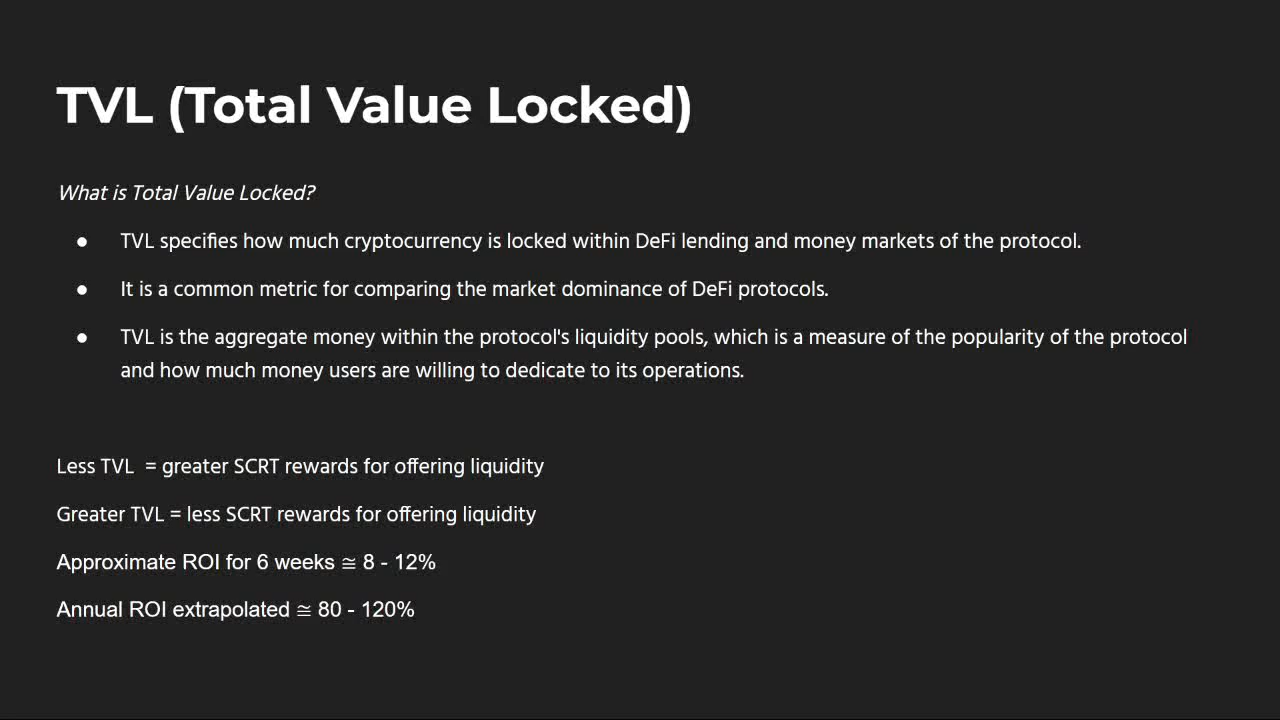 TVL (Total Value Locked)
What is Total Value Locked?
● TVL specifies how much cryptocurrency is locked within DeFi lending and money markets of the protocol.
● It is a common metric for comparing the market dominance of DeFi protocols.
● TVL is the aggregate money within the protocol's liquidity pools, which is a measure of the popularity of the protocol
and how much money users are willing to dedicate to its operations.
Less TVL  = greater SCRT rewards for offering liquidity
Greater TVL = less SCRT rewards for offering liquidity
Approximate ROI for 6 weeks ≅ 8 - 12%
Annual ROI extrapolated ≅ 80 - 120%